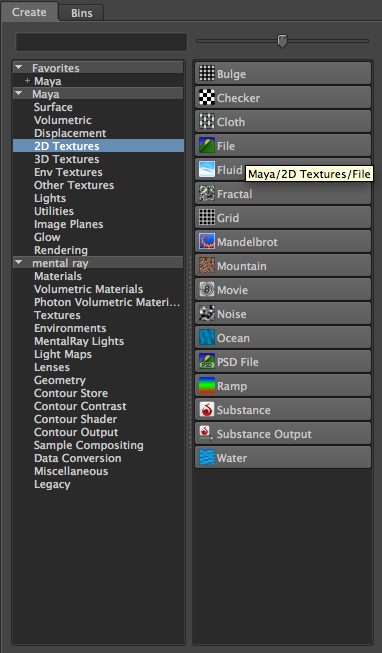 Create
Bins
Favorites
+ Maya
Maya
Surface
Volumetric
Displacement
2D Textures
3D Textures
Env Textures
Other Textures
Lights
Utilities
Image Planes
Glow
Rendering
mental ray
Materials
Volumetric Materials
Photon Volumetric Materi...
Textures
Environments
MentalRay Lights
Light Maps
Lenses
Geometry
Contour Store
Contour Contrast
Contour Shader
Contour Output
Sample Compositing
Data Conversion
Miscellaneous
Legacy
Bulge
Checker
Cloth
File
Fluid
Maya/2D Textures/File
Fractal
Grid
Mandelbrot
Mountain
Movie
Noise
Ocean
PSD File
Ramp
Substance
Substance Output
Water